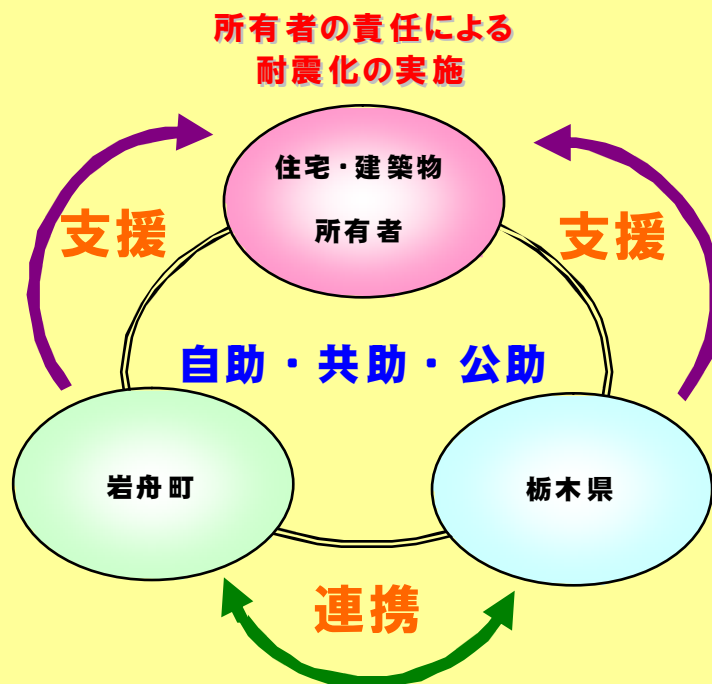 所有者の責任による
耐震化の実施
住宅・建築物
所有者
支援
支援
自助・共助・公助
岩舟町
栃木県
連携